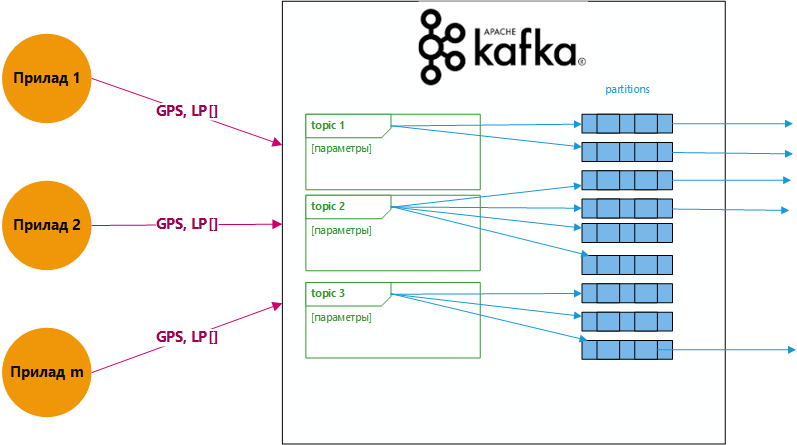 APACHE
kafka®
partitions
Прилад 1
GPS, LP[]
topic 1
[параметры]
Прилад 2
GPS, LP[]
topic 2
[параметры]
Прилад m
GPS, LP[]
topic 3
[параметры]